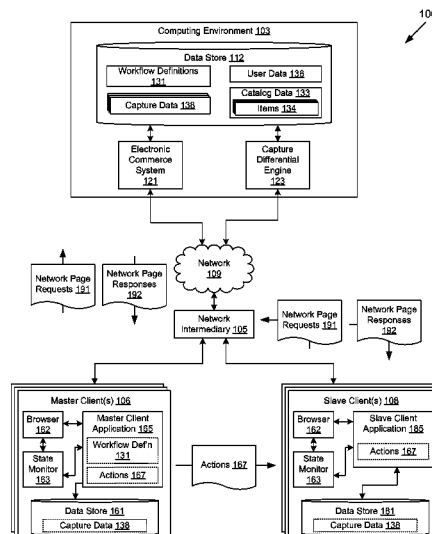 100
Computing Environment 103
Data Store 112
Workflow Definitions
131
User Data 136
Capture Data 138
Catalog Data 133
Items 134
Electronic
Commerce
System
121
Capture
Differential
Engine
123
Network
109
Network Page
Requests 191
Network Page
Responses
192
Network
Intermediary 105
Network Page
Requests 191
Network Page
Responses
192
Master Client(s) 106
Browser
162
Master Client
Application 165
Workflow Def'n
131
State
Monitor
163
Actions 167
Data Store 161
Capture Data 138
Actions 167
Slave Client(s) 108
Browser
162
Slave Client
Application 185
State
Monitor
163
Actions 167
Data Store 181
Capture Data 138